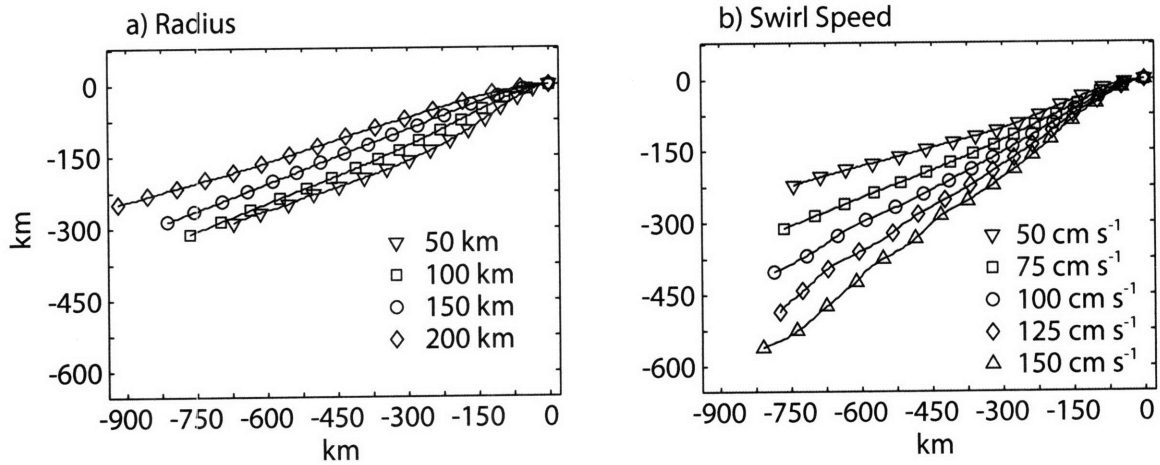 a) Radius
0
-150
-300
-450
-600
km
-900 -750 -600 -450 -300 -150 0
km
50 km
100 km
150 km
200 km
b) Swirl Speed
0
-150
-300
-450
-600
-900 -750 -600 -450 -300 -150 0
km
50 cm s⁻¹
75 cm s⁻¹
100 cm s⁻¹
125 cm s⁻¹
150 cm s⁻¹